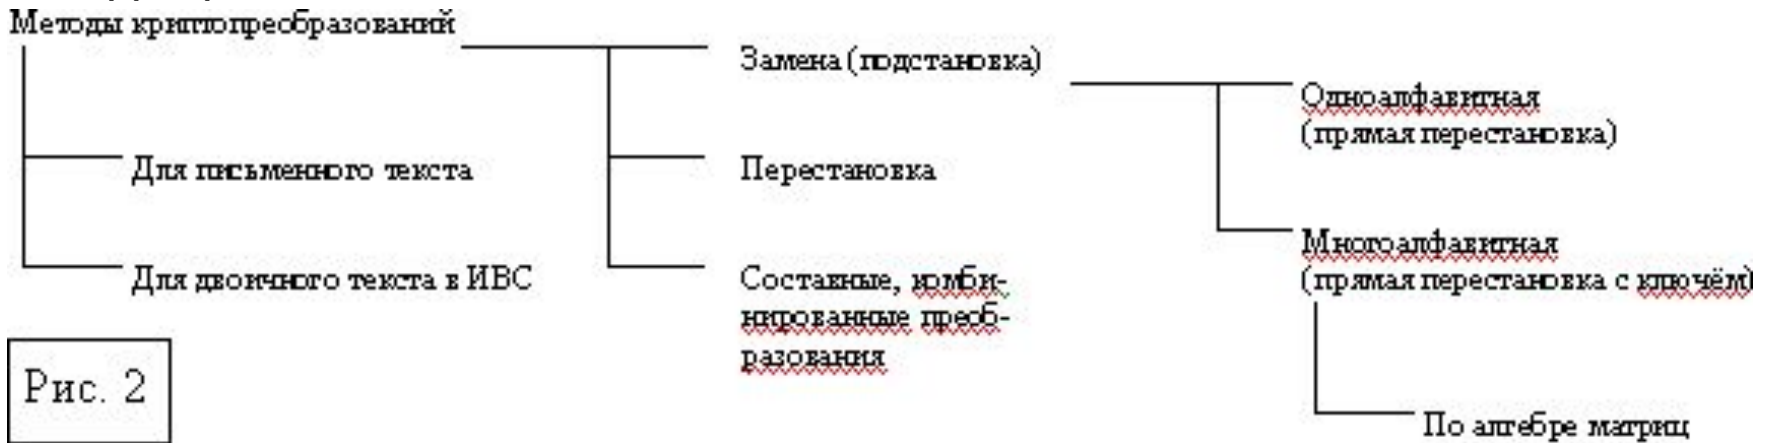 Методы криптопреобразований
Замена (подстановка)
Одноалфавитная
(прямая перестановка)
Для письменного текста
Перестановка
Многоалфавитная
(прямая перестановка с ключём)
Для двоичного текста в ИВС
Составные, комби-
нированные преоб-
разования
Рис. 2
По алгебре матриц